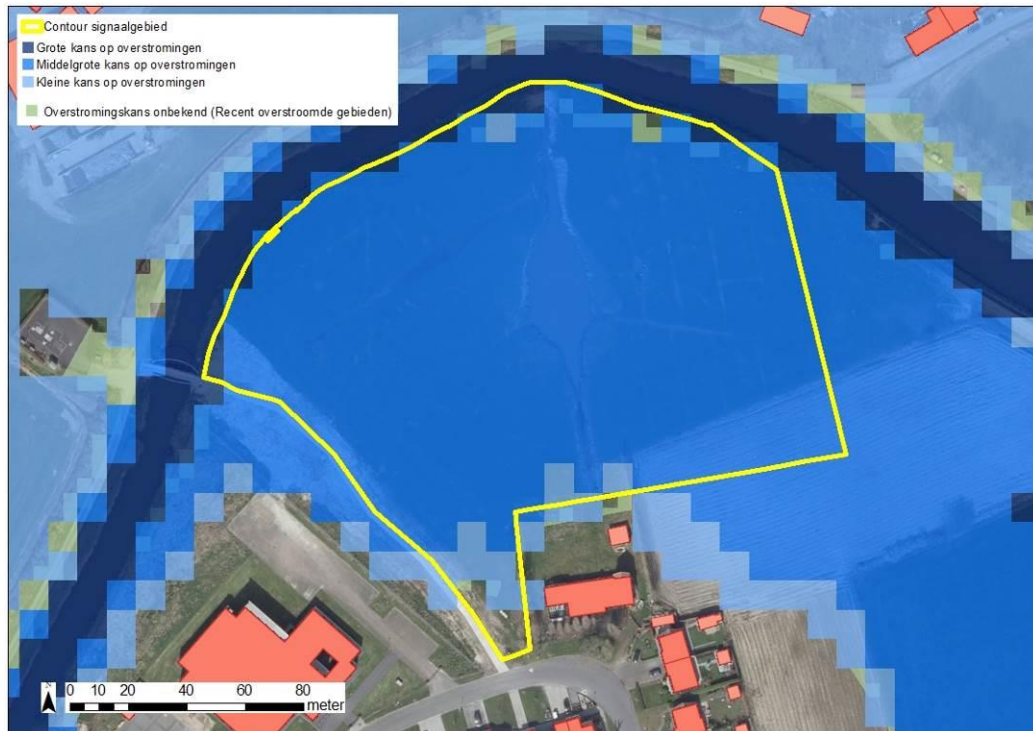 Contour signaalgebied
Grote kans op overstromingen
Middelgrote kans op overstromingen
Kleine kans op overstromingen
Overstromingskans onbekend (Recent overstroomde gebieden)
0 10 20 40 60 80
meter